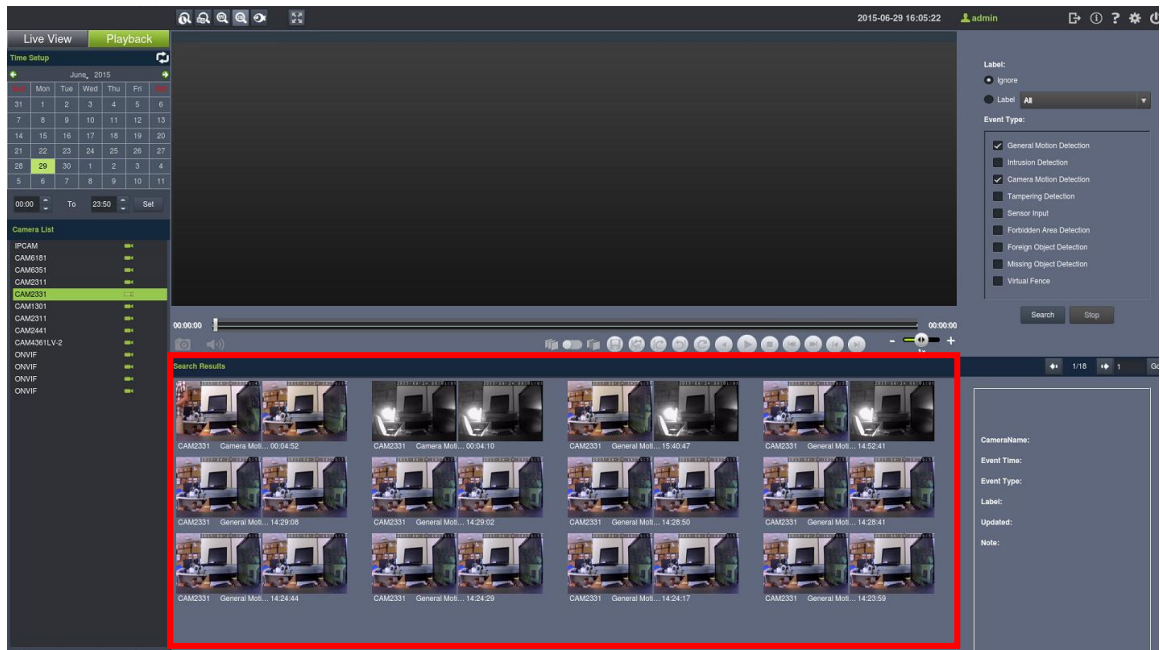 2015-06-29 16:05:22 admin
Live View Playback
Time Setup
June, 2015
Mon Tue Wed Thu Fri
31 1 2 3 4 5 6
7 8 9 10 11 12 13
14 15 16 17 18 19 20
21 22 23 24 25 26 27
28 29 30 1 2 3 4
5 6 7 8 9 10 11
00:00 To 23:50 Set
Camera List
IPCAM
CAM6181
CAM6351
CAM2311
CAM2331
CAM1301
CAM2311
CAM2441
CAM4361LV-2
ONVIF
ONVIF
ONVIF
ONVIF
00:00:00 00:00:00
- +
1x
Search Results
CAM2331 Camera Moti... 00:04:52
CAM2331 Camera Moti... 00:04:10
CAM2331 General Moti... 15:40:47
CAM2331 General Moti... 14:52:41
CAM2331 General Moti... 14:29:08
CAM2331 General Moti... 14:29:02
CAM2331 General Moti... 14:28:50
CAM2331 General Moti... 14:28:41
CAM2331 General Moti... 14:24:44
CAM2331 General Moti... 14:24:29
CAM2331 General Moti... 14:24:17
CAM2331 General Moti... 14:23:59
Label:
Ignore
Label All
Event Type:
General Motion Detection
Intrusion Detection
Camera Motion Detection
Tampering Detection
Sensor Input
Forbidden Area Detection
Foreign Object Detection
Missing Object Detection
Virtual Fence
Search Stop
1/18 1 Go
CameraName:
Event Time:
Event Type:
Label:
Updated:
Note: